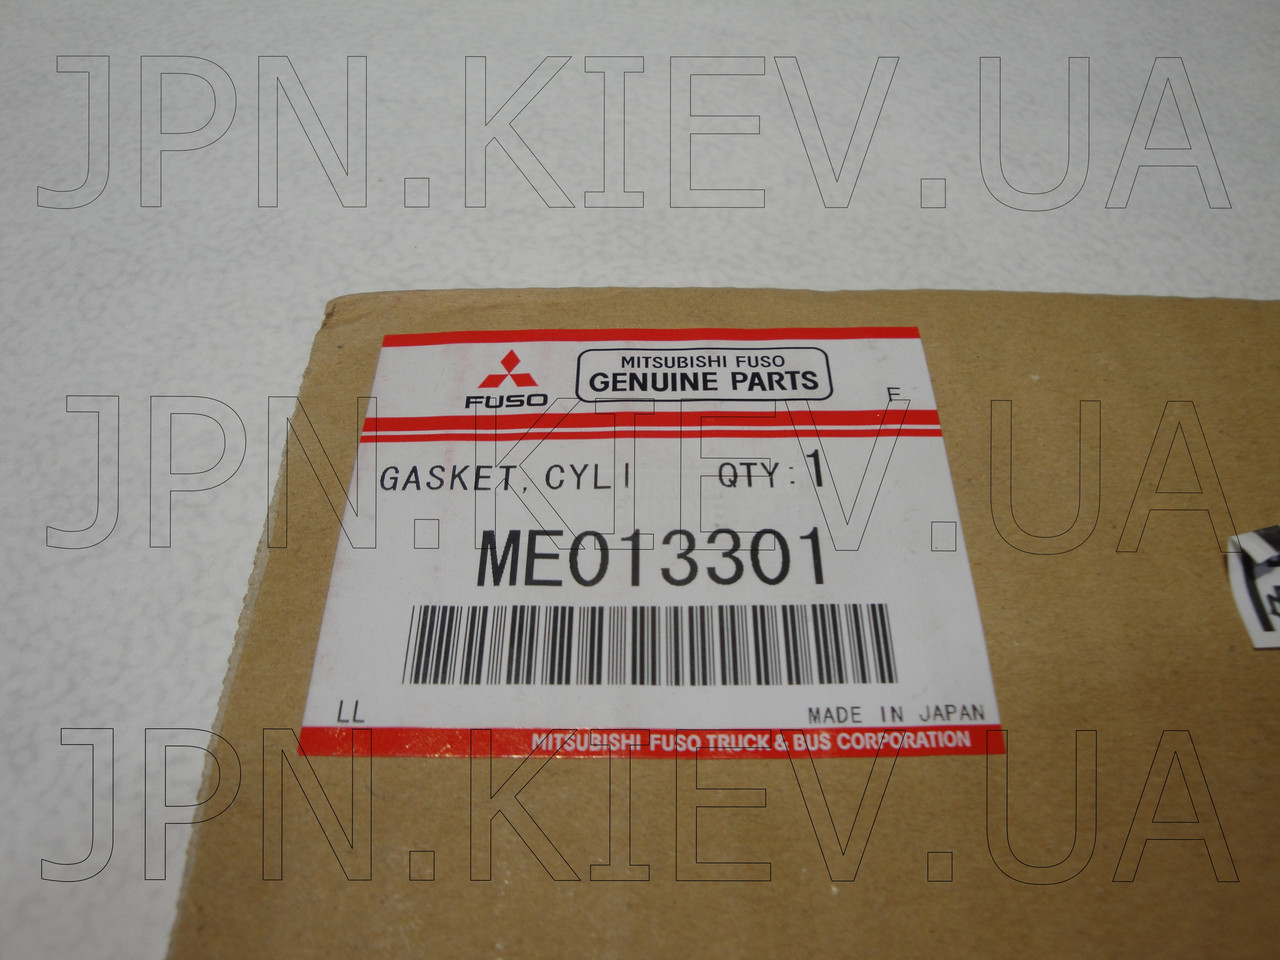 JPN.KIEV.UA
MITSUBISHI FUSO
GENUINE PARTS
FUSO
E
JPN.KIEV.UA
GASKET, CYLI QTY: 1
ME013301
LL MADE IN JAPAN
MITSUBISHI FUSO TRUCK & BUS CORPORATION
JPN.KIEV.UA